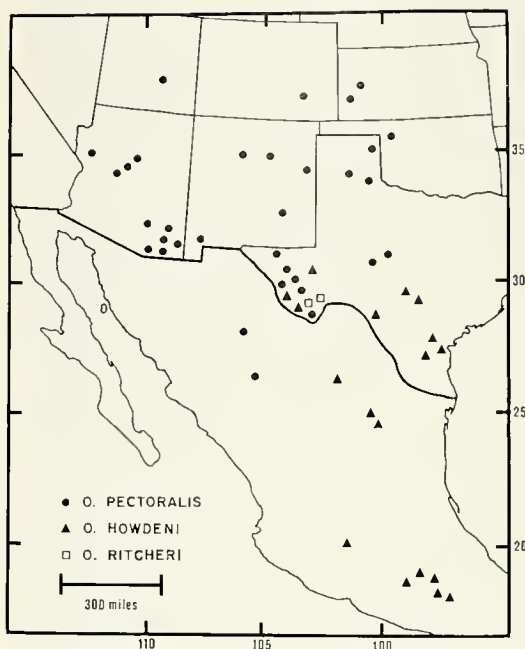 35
30
25
20
● O. PECTORALIS
▲ O. HOWDENI
□ O. RITCHERI
300 miles
110
105
100